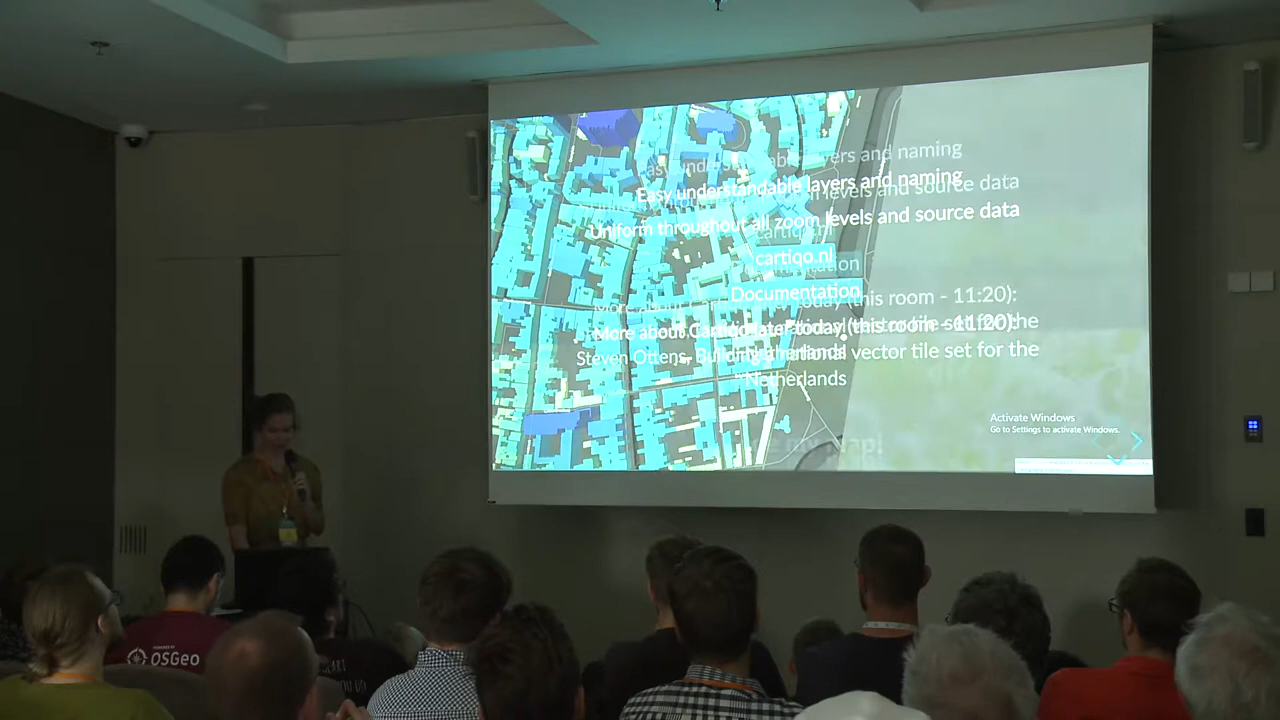 Easy understandable layers and naming
Uniform throughout all zoom levels and source data
cartiqo.nl
Documentation
More about Cartiqo later today (this room - 11:20):
Steven Ottens, Building a national vector tile set for the
Netherlands
Activate Windows
Go to Settings to activate Windows.
POWERED BY
OSGeo